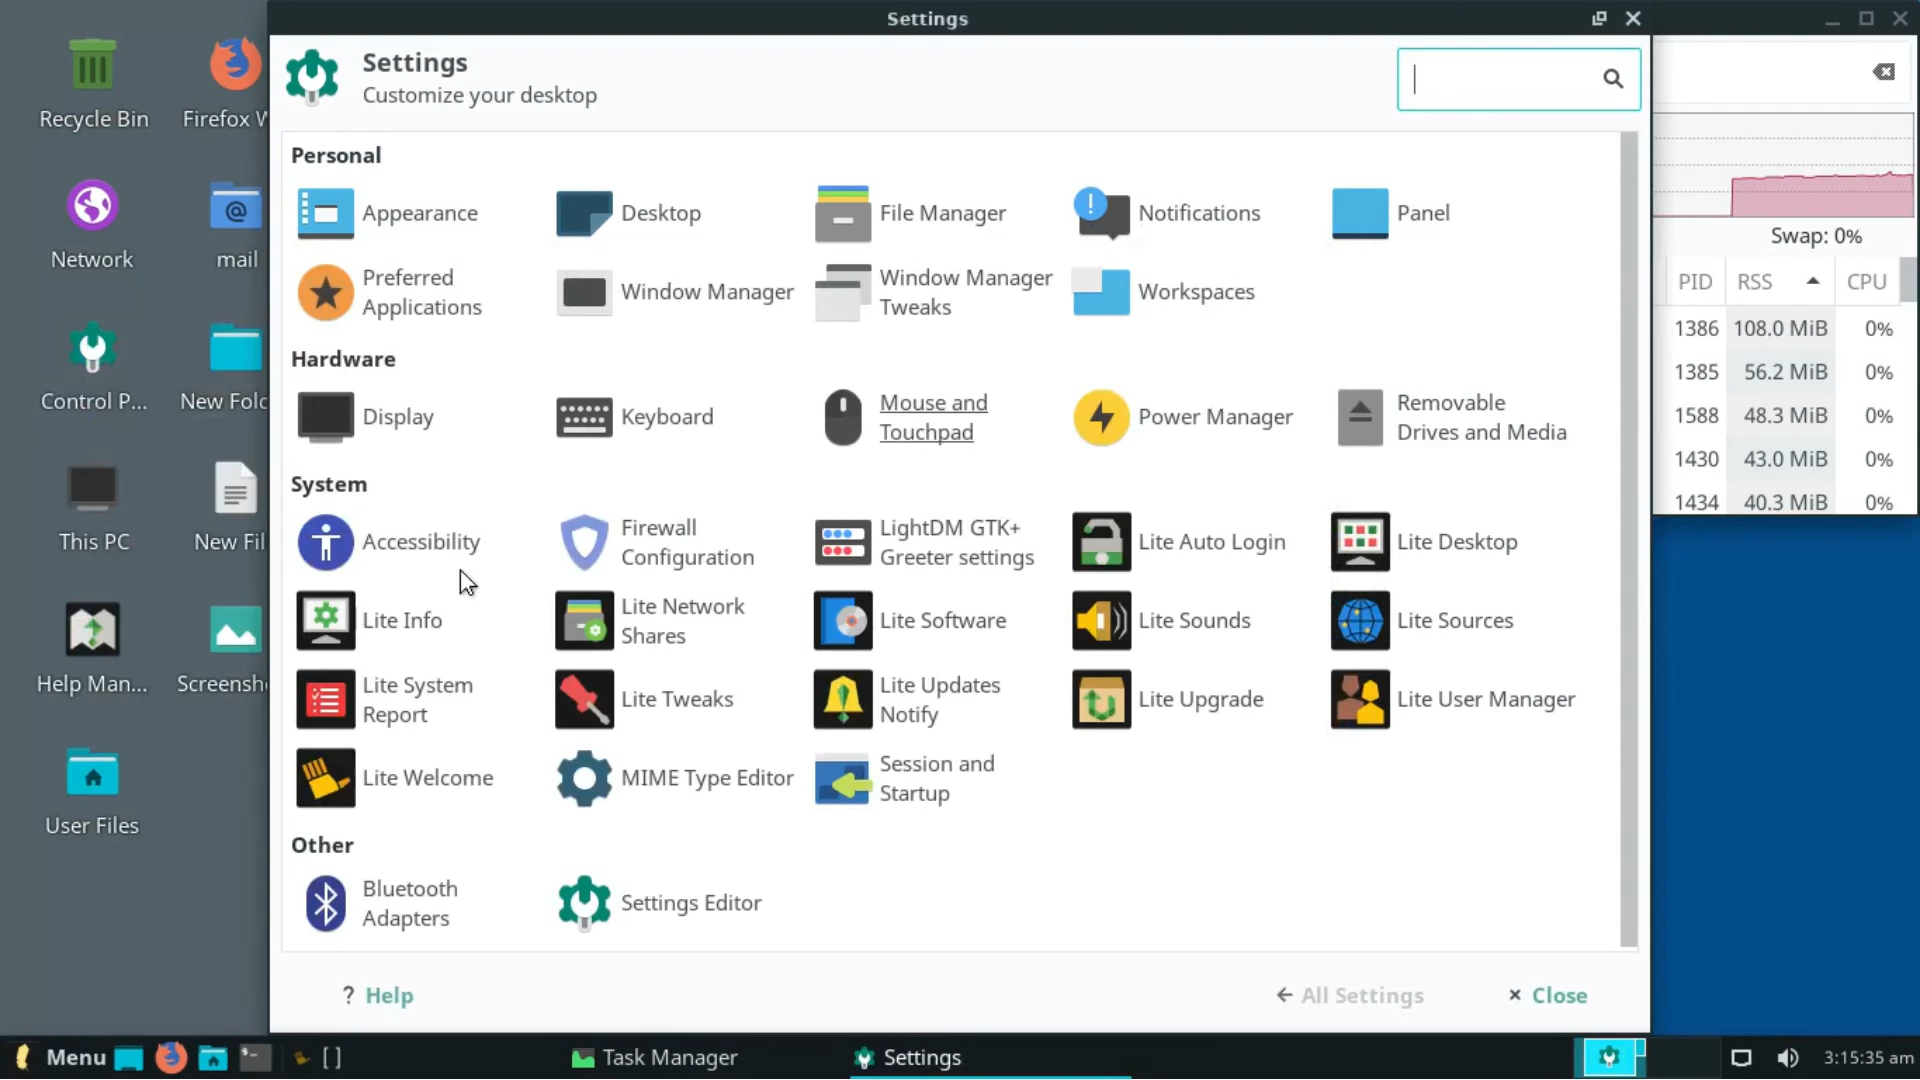 Settings
Recycle Bin
Firefox W
Network
mail
Control P...
New Fold
This PC
New Fil
Help Man...
Screensh
User Files
Settings
Customize your desktop
Personal
Appearance
Desktop
File Manager
Notifications
Panel
Preferred
Applications
Window Manager
Window Manager
Tweaks
Workspaces
Hardware
Display
Keyboard
Mouse and
Touchpad
Power Manager
Removable
Drives and Media
System
Accessibility
Firewall
Configuration
LightDM GTK+
Greeter settings
Lite Auto Login
Lite Desktop
Lite Info
Lite Network
Shares
Lite Software
Lite Sounds
Lite Sources
Lite System
Report
Lite Tweaks
Lite Updates
Notify
Lite Upgrade
Lite User Manager
Lite Welcome
MIME Type Editor
Session and
Startup
Other
Bluetooth
Adapters
Settings Editor
? Help
All Settings
× Close
Swap: 0%
PID RSS CPU
1386 108.0 MiB 0%
1385 56.2 MiB 0%
1588 48.3 MiB 0%
1430 43.0 MiB 0%
1434 40.3 MiB 0%
Menu
[]
Task Manager
Settings
3:15:35 am